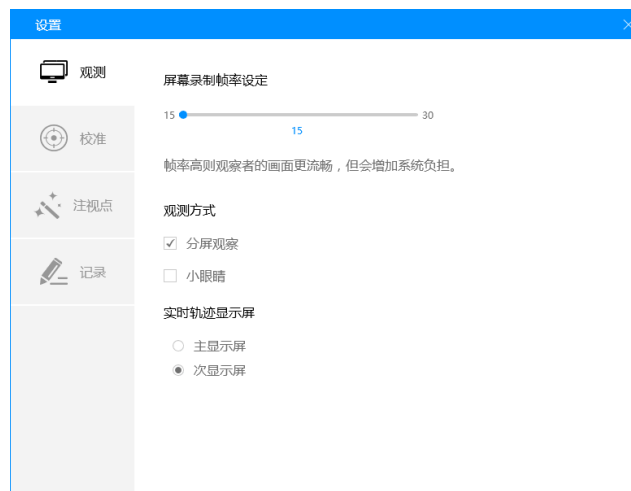 设置
观测
校准
注视点
记录
屏幕录制帧率设定
15 30
15
帧率高则观察者的画面更流畅，但会增加系统负担。
观测方式
分屏观察
小眼睛
实时轨迹显示屏
主显示屏
次显示屏